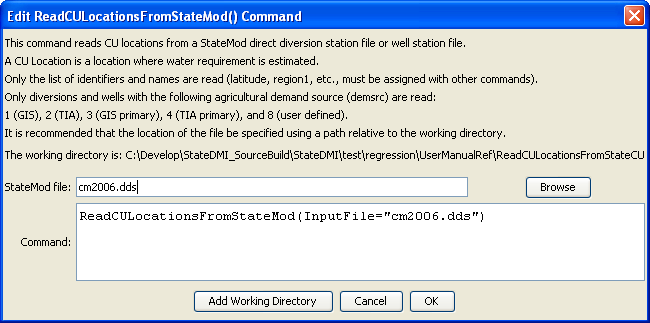 Edit ReadCULocationsFromStateMod() Command
This command reads CU locations from a StateMod direct diversion station file or well station file.
A CU Location is a location where water requirement is estimated.
Only the list of identifiers and names are read (latitude, region1, etc., must be assigned with other commands).
Only diversions and wells with the following agricultural demand source (demsrc) are read:
1 (GIS), 2 (TIA), 3 (GIS primary), 4 (TIA primary), and 8 (user defined).
It is recommended that the location of the file be specified using a path relative to the working directory.
The working directory is: C:\Develop\StateDMI_SourceBuild\StateDMI\test\regression\UserManualRef\ReadCULocationsFromStateCU
StateMod file: cm2006.dds Browse
ReadCULocationsFromStateMod(InputFile="cm2006.dds")
Command:
Add Working Directory Cancel OK